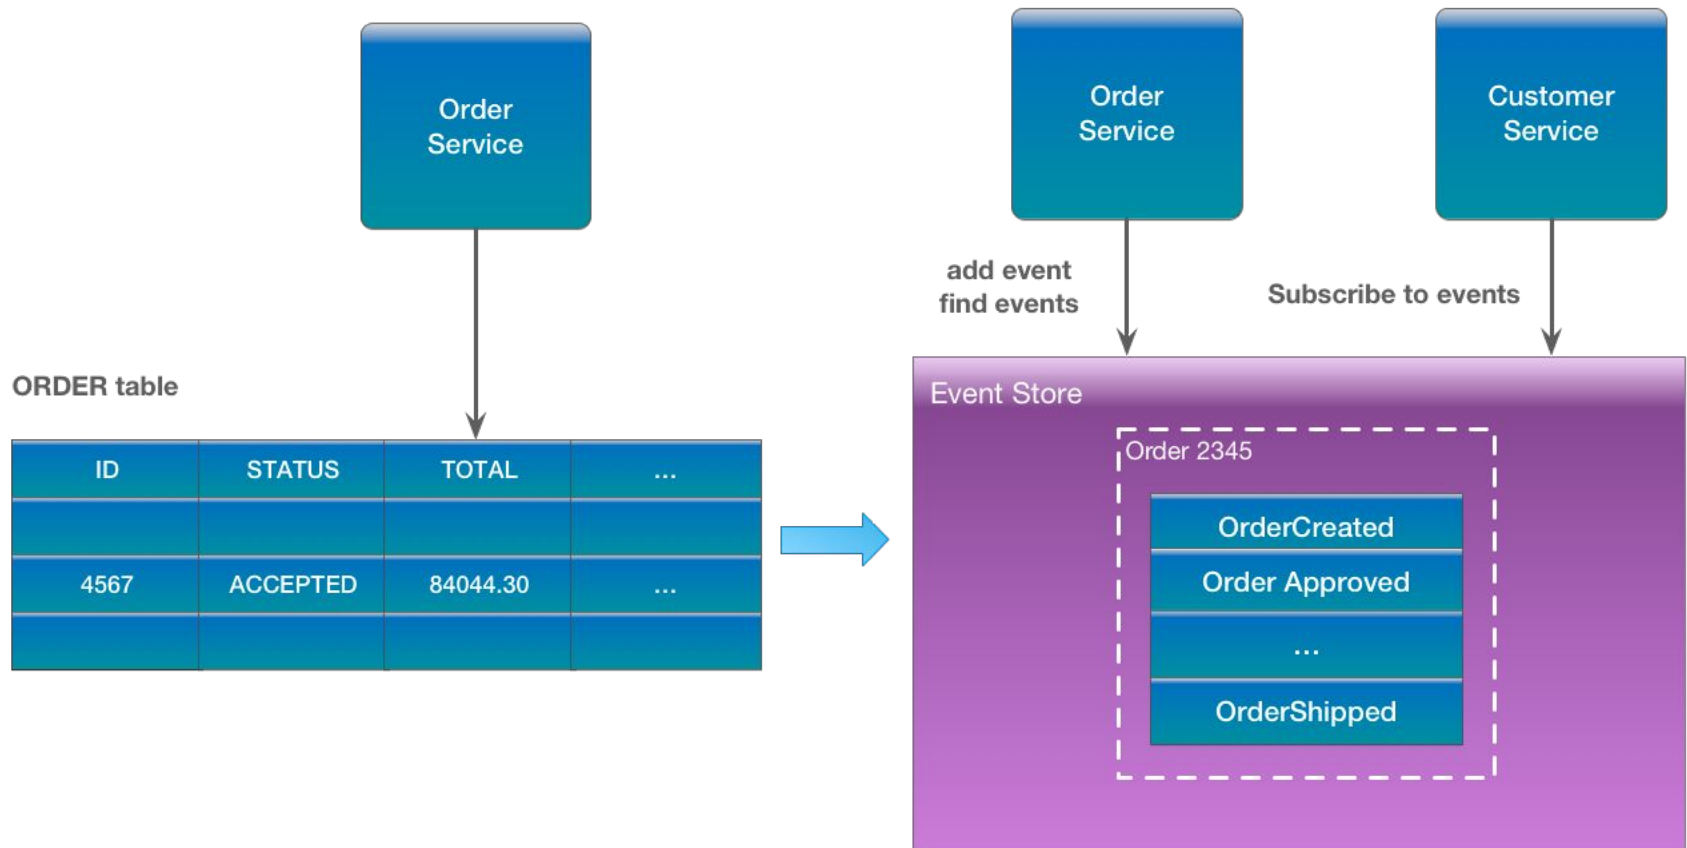 Order
Service
ORDER table
ID STATUS TOTAL ...
4567 ACCEPTED 84044.30 ...
Order
Service
Customer
Service
add event
find events
Subscribe to events
Event Store
Order 2345
OrderCreated
Order Approved
...
OrderShipped